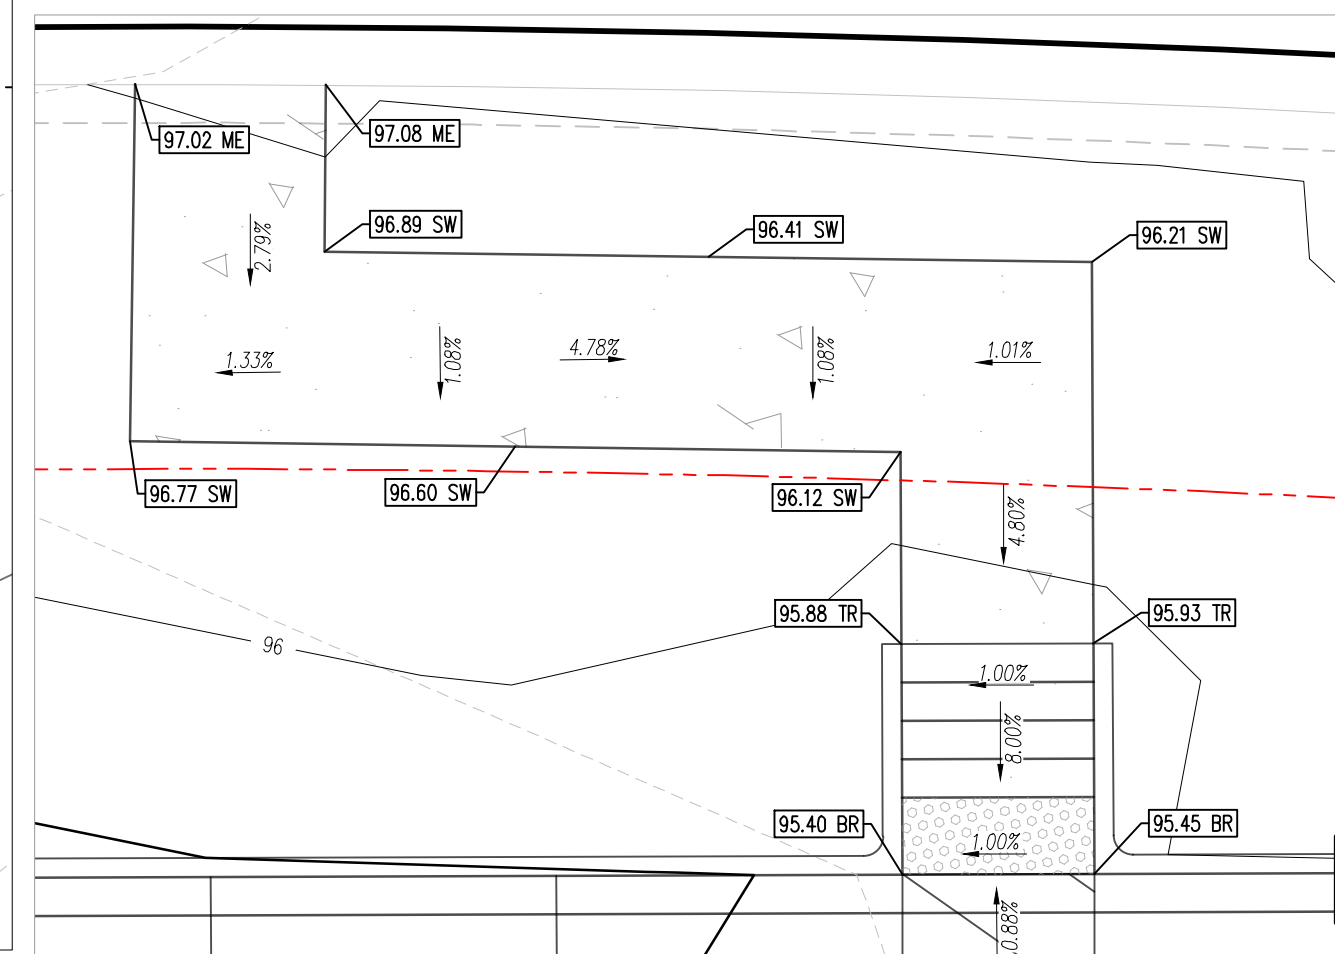 97.02 ME
97.08 ME
96.89 SW
96.41 SW
96.21 SW
2.79%
1.33%
1.08%
4.78%
1.08%
1.01%
96.77 SW
96.60 SW
96.12 SW
4.80%
95.88 TR
95.93 TR
96
1.00%
8.00%
95.40 BR
95.45 BR
1.00%
0.88%